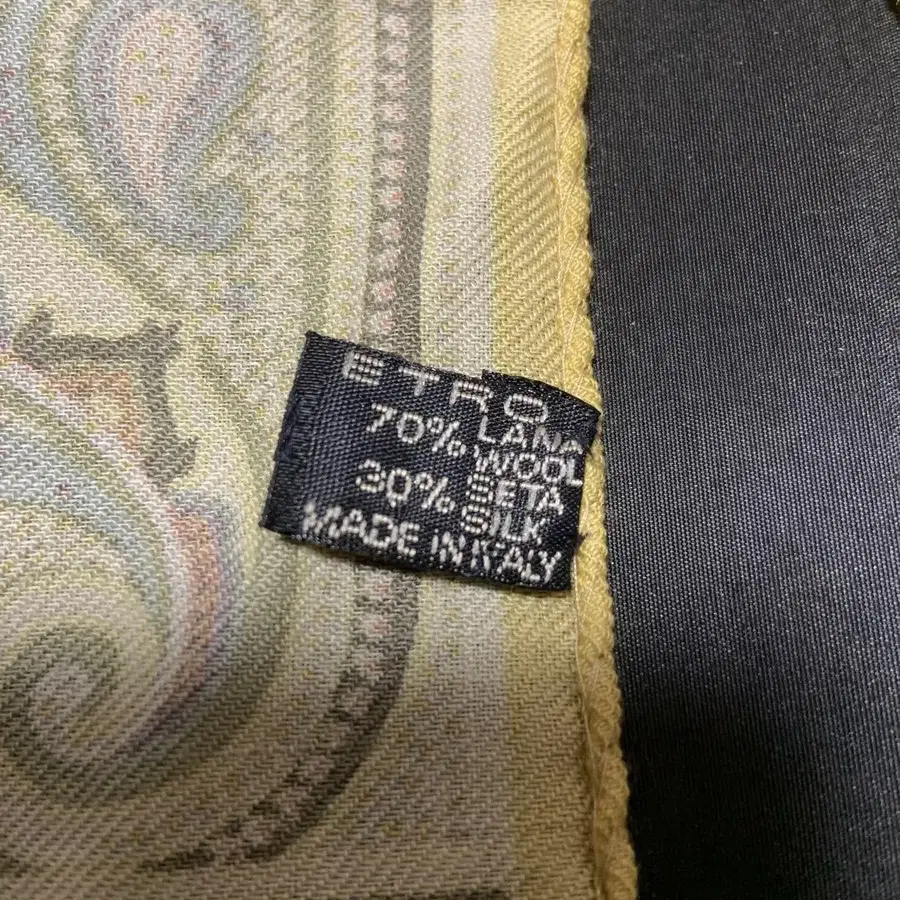 ETRO
70% LANA
WOOL
30% SETA
SILK
MADE IN ITALY